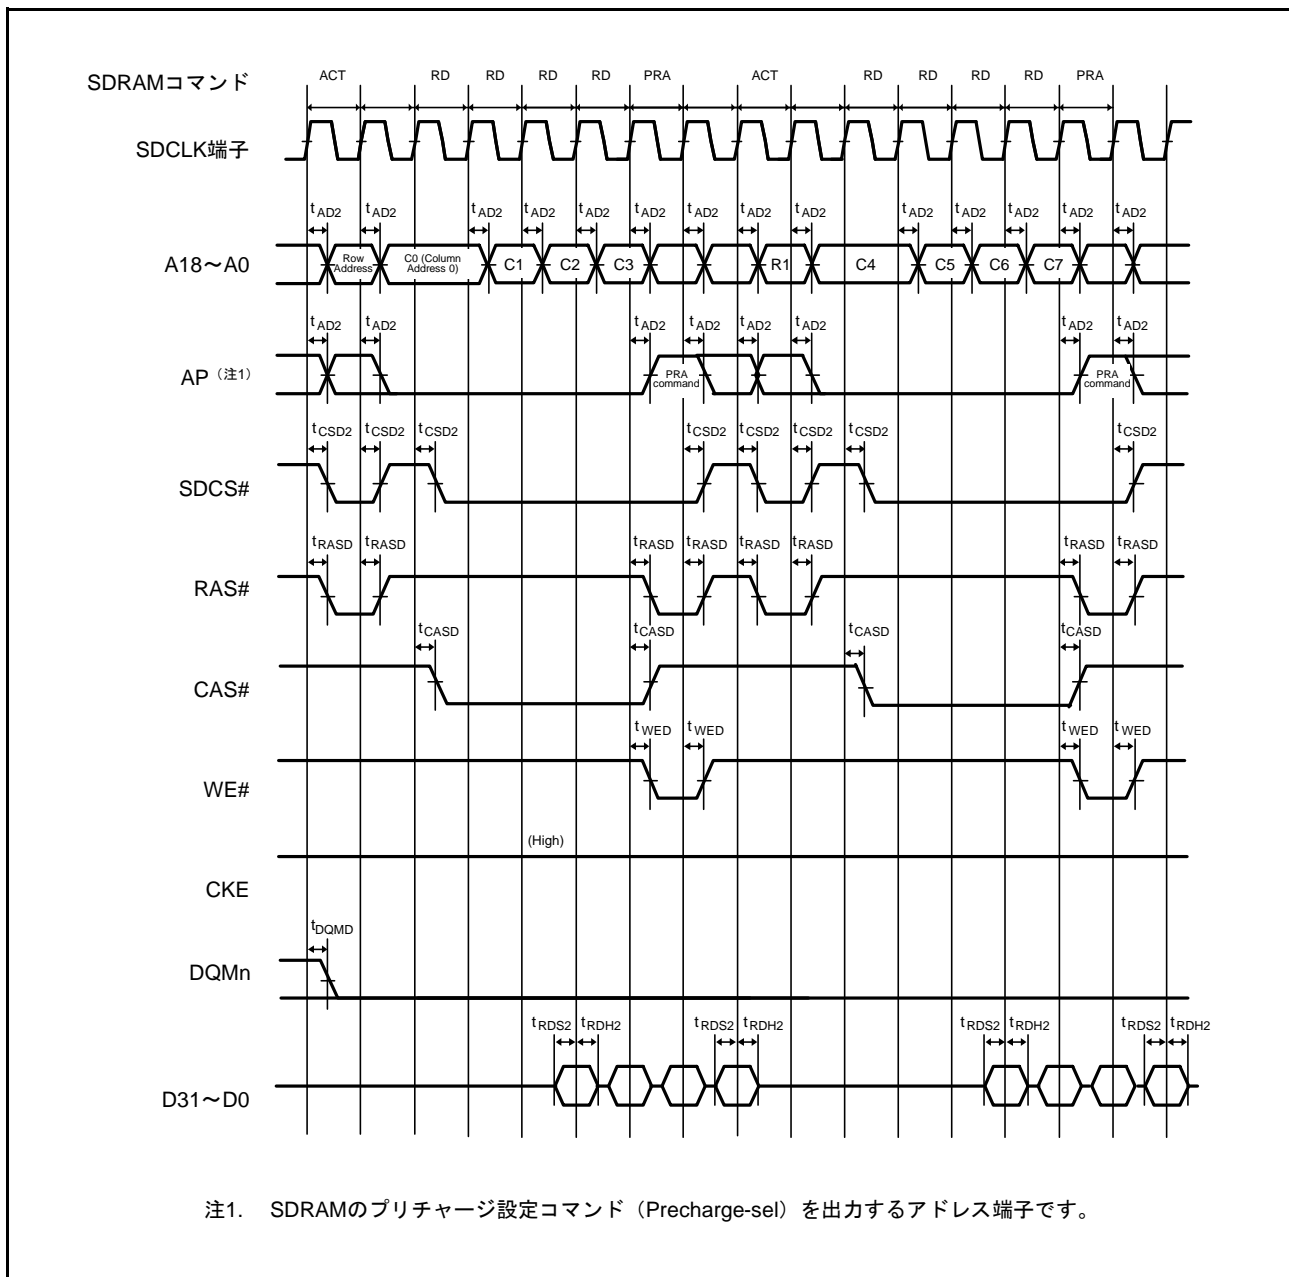 SDRAMコマンド ACT RD RD RD RD PRA ACT RD RD RD RD PRA
SDCLK端子
tAD2 tAD2 tAD2 tAD2 tAD2 tAD2 tAD2 tAD2 tAD2 tAD2 tAD2 tAD2 tAD2 tAD2
A18～A0 Row Address C0 (Column Address 0) C1 C2 C3 R1 C4 C5 C6 C7
tAD2 tAD2 tAD2 tAD2 tAD2 tAD2 tAD2 tAD2
AP（注1） PRA command PRA command
tCSD2 tCSD2 tCSD2 tCSD2 tCSD2 tCSD2 tCSD2 tCSD2
SDCS#
tRASD tRASD tRASD tRASD tRASD tRASD tRASD tRASD
RAS#
tCASD tCASD tCASD tCASD
CAS#
tWED tWED tWED tWED
WE#
(High)
CKE
tDQMD
DQMn
tRDS2 tRDH2 tRDS2 tRDH2 tRDS2 tRDH2 tRDS2 tRDH2
D31～D0
注1. SDRAMのプリチャージ設定コマンド（Precharge-sel）を出力するアドレス端子です。